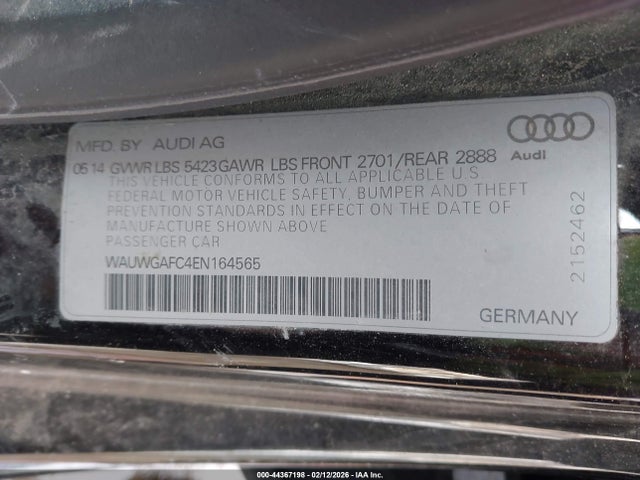 MFD. BY AUDI AG
05 14 GVWR LBS 5423 GAWR LBS FRONT 2701/REAR 2888
Audi
THIS VEHICLE CONFORMS TO ALL APPLICABLE U.S.
FEDERAL MOTOR VEHICLE SAFETY, BUMPER AND THEFT
PREVENTION STANDARDS IN EFFECT ON THE DATE OF
MANUFACTURE SHOWN ABOVE
PASSENGER CAR
WAUWGAFC4EN164565
2152462
GERMANY
000-44367198 - 02/12/2026 - IAA Inc.